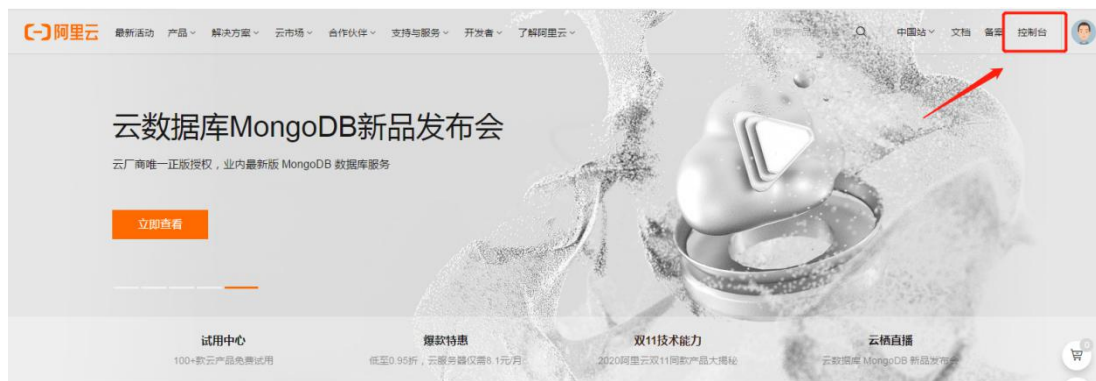 阿里云 最新活动 产品 解决方案 云市场 合作伙伴 支持与服务 开发者 了解阿里云 中国站 文档 备案 控制台
云数据库MongoDB新品发布会
云厂商唯一正版授权，业内最新版 MongoDB 数据库服务
立即查看
试用中心 爆款特惠 双11技术能力 云栖直播
100+款云产品免费试用 低至0.95折，云服务器仅需8.1元/月 2020阿里云双11同款产品大揭秘 云数据库 MongoDB 新品发布会
0